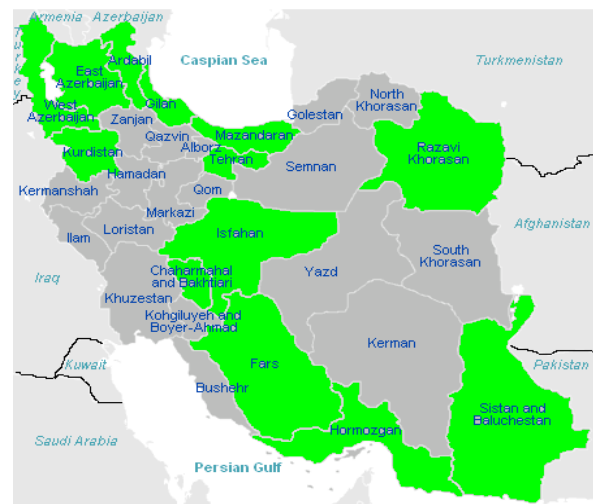 Armenia
Azerbaijan
Turkey
Caspian Sea
Turkmenistan
Ardabil
East
Azerbaijan
West
Azerbaijan
Gilan
North
Khorasan
Golestan
Zanjan
Mazandaran
Qazvin
Alborz
Razavi
Khorasan
Kurdistan
Tehran
Semnan
Hamadan
Kermanshah
Qom
Markazi
Afghanistan
Loristan
Isfahan
Ilam
South
Khorasan
Iraq
Chaharmahal
and Bakhtiari
Yazd
Khuzestan
Kohgiluyeh and
Boyer-Ahmad
Kerman
Kuwait
Fars
Pakistan
Bushehr
Sistan and
Baluchestan
Hormozgan
Saudi Arabia
Persian Gulf